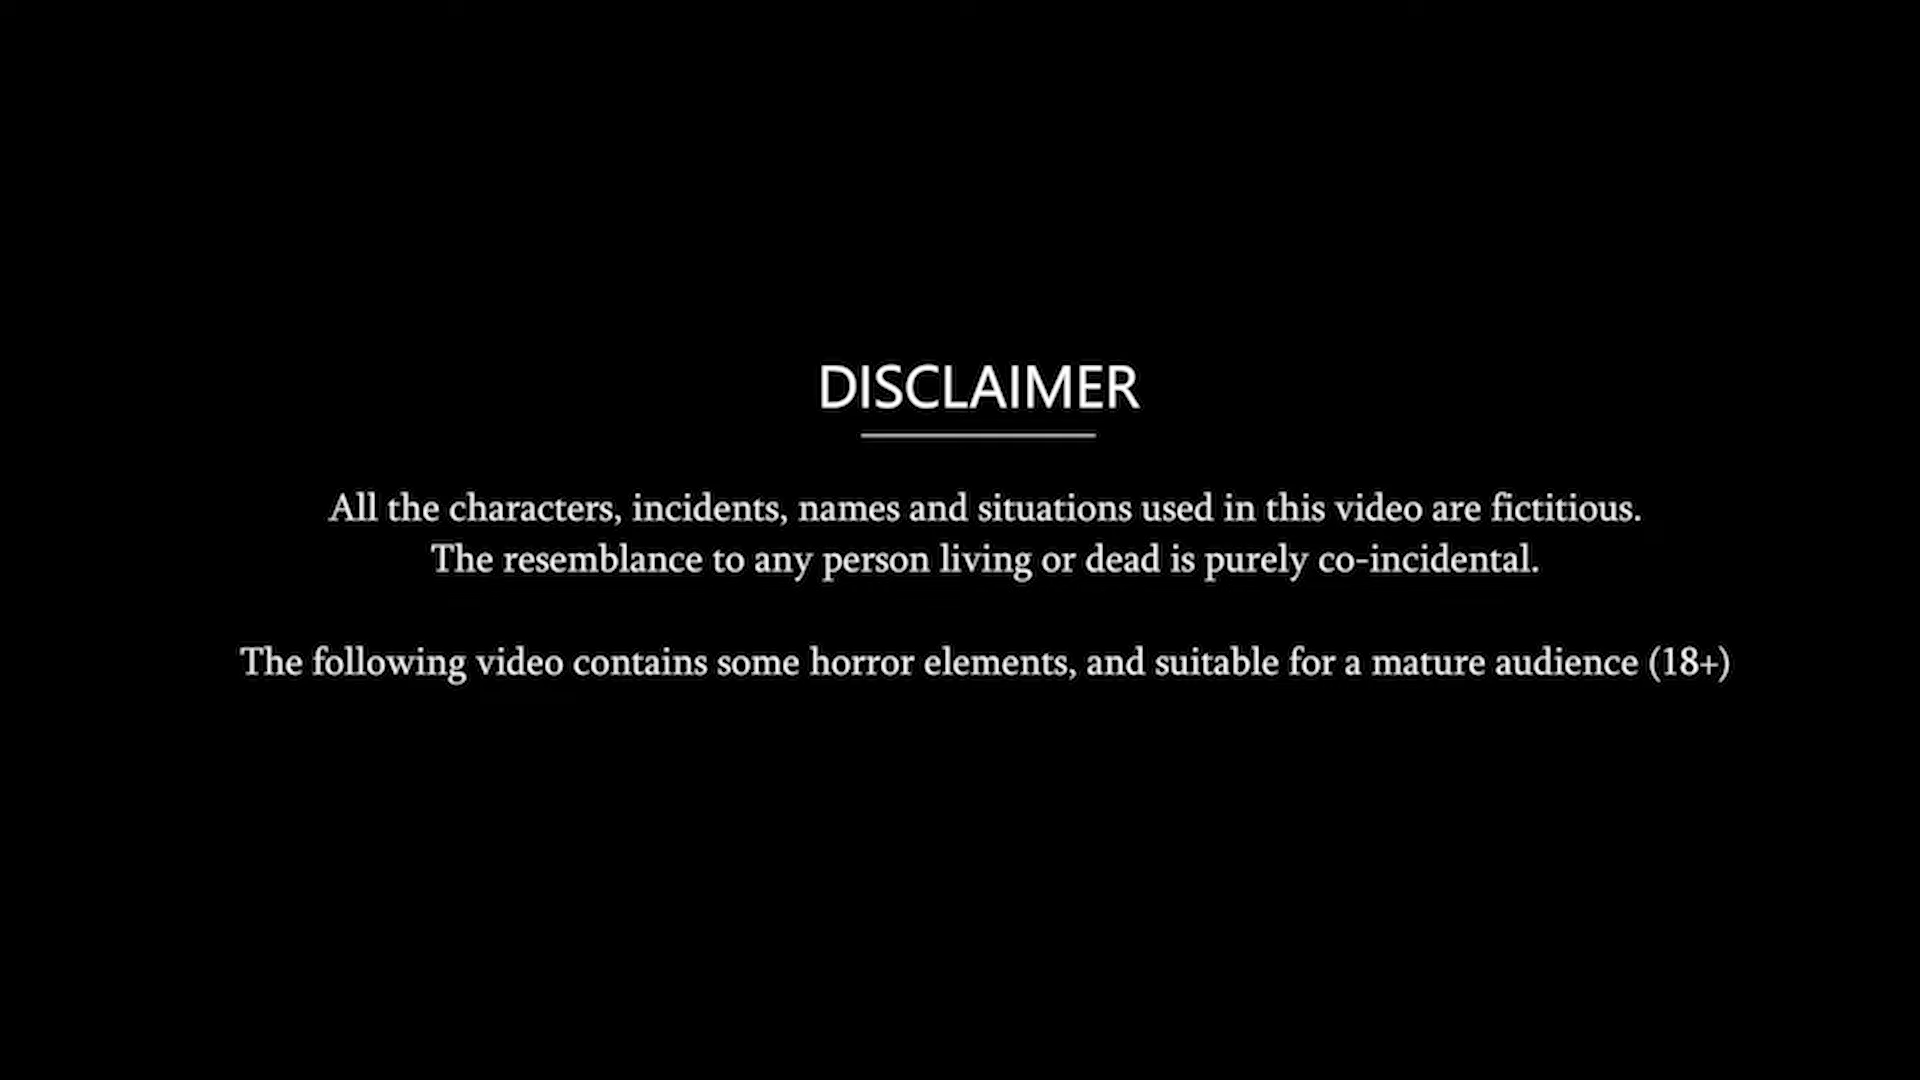 DISCLAIMER
All the characters, incidents, names and situations used in this video are fictitious.
The resemblance to any person living or dead is purely co-incidental.
The following video contains some horror elements, and suitable for a mature audience (18+)